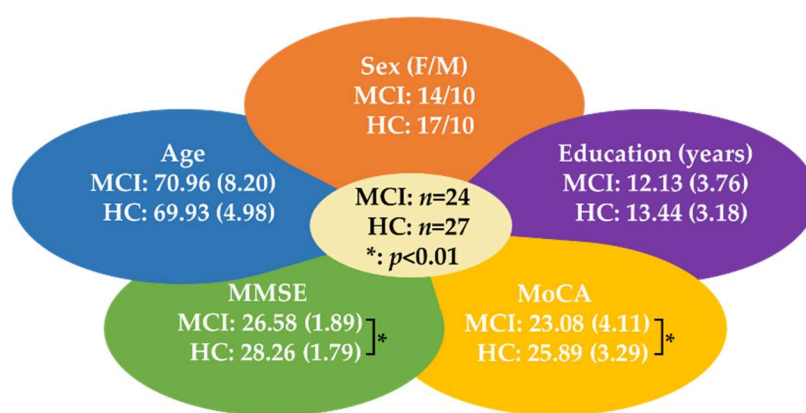 Sex (F/M)
MCI: 14/10
HC: 17/10
Age
MCI: 70.96 (8.20)
HC: 69.93 (4.98)
Education (years)
MCI: 12.13 (3.76)
HC: 13.44 (3.18)
MCI: n=24
HC: n=27
*: p<0.01
MMSE
MCI: 26.58 (1.89)
HC: 28.26 (1.79)
*
MoCA
MCI: 23.08 (4.11)
HC: 25.89 (3.29)
*